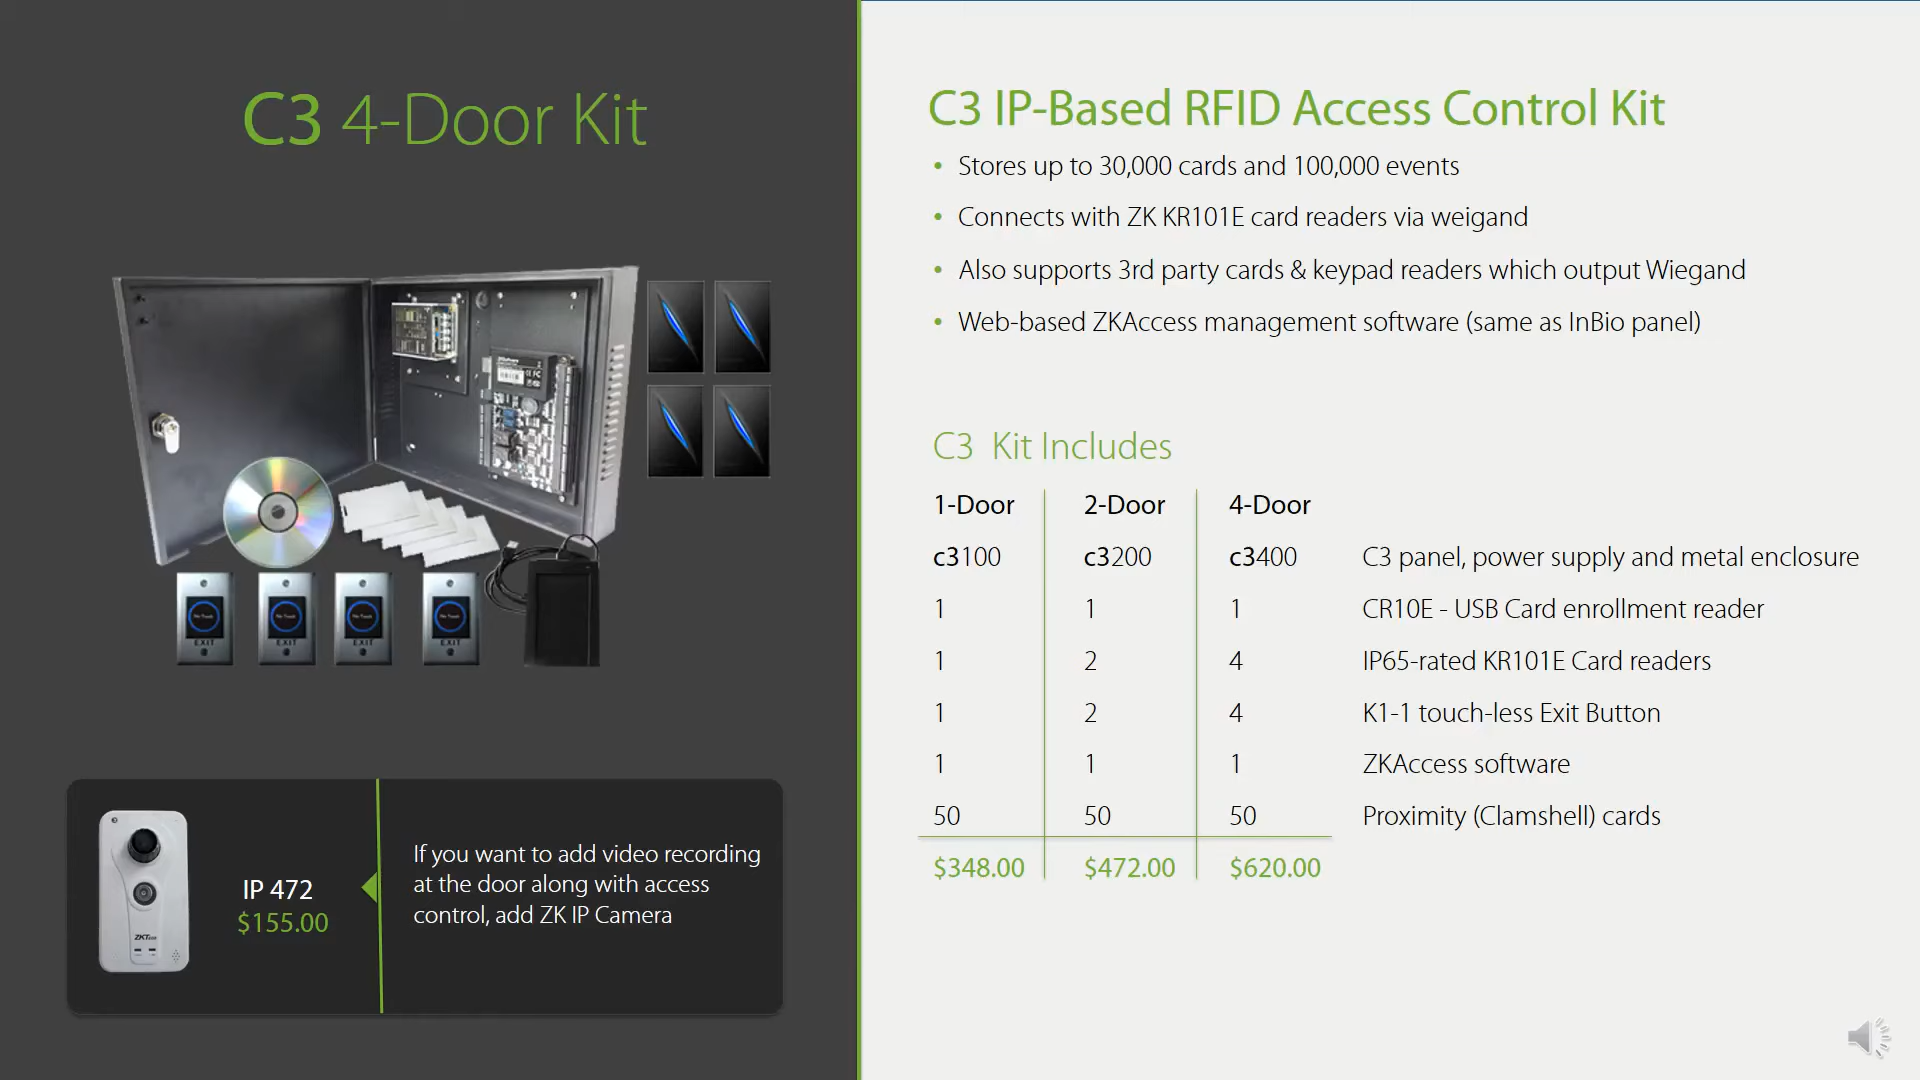 C3 4-Door Kit
EXIT
EXIT
EXIT
EXIT
IP 472
$155.00
If you want to add video recording
at the door along with access
control, add ZK IP Camera
C3 IP-Based RFID Access Control Kit
• Stores up to 30,000 cards and 100,000 events
• Connects with ZK KR101E card readers via weigand
• Also supports 3rd party cards & keypad readers which output Wiegand
• Web-based ZKAccess management software (same as InBio panel)
C3 Kit Includes
1-Door 2-Door 4-Door
c3100 c3200 c3400 C3 panel, power supply and metal enclosure
1 1 1 CR10E - USB Card enrollment reader
1 2 4 IP65-rated KR101E Card readers
1 2 4 K1-1 touch-less Exit Button
1 1 1 ZKAccess software
50 50 50 Proximity (Clamshell) cards
$348.00 $472.00 $620.00